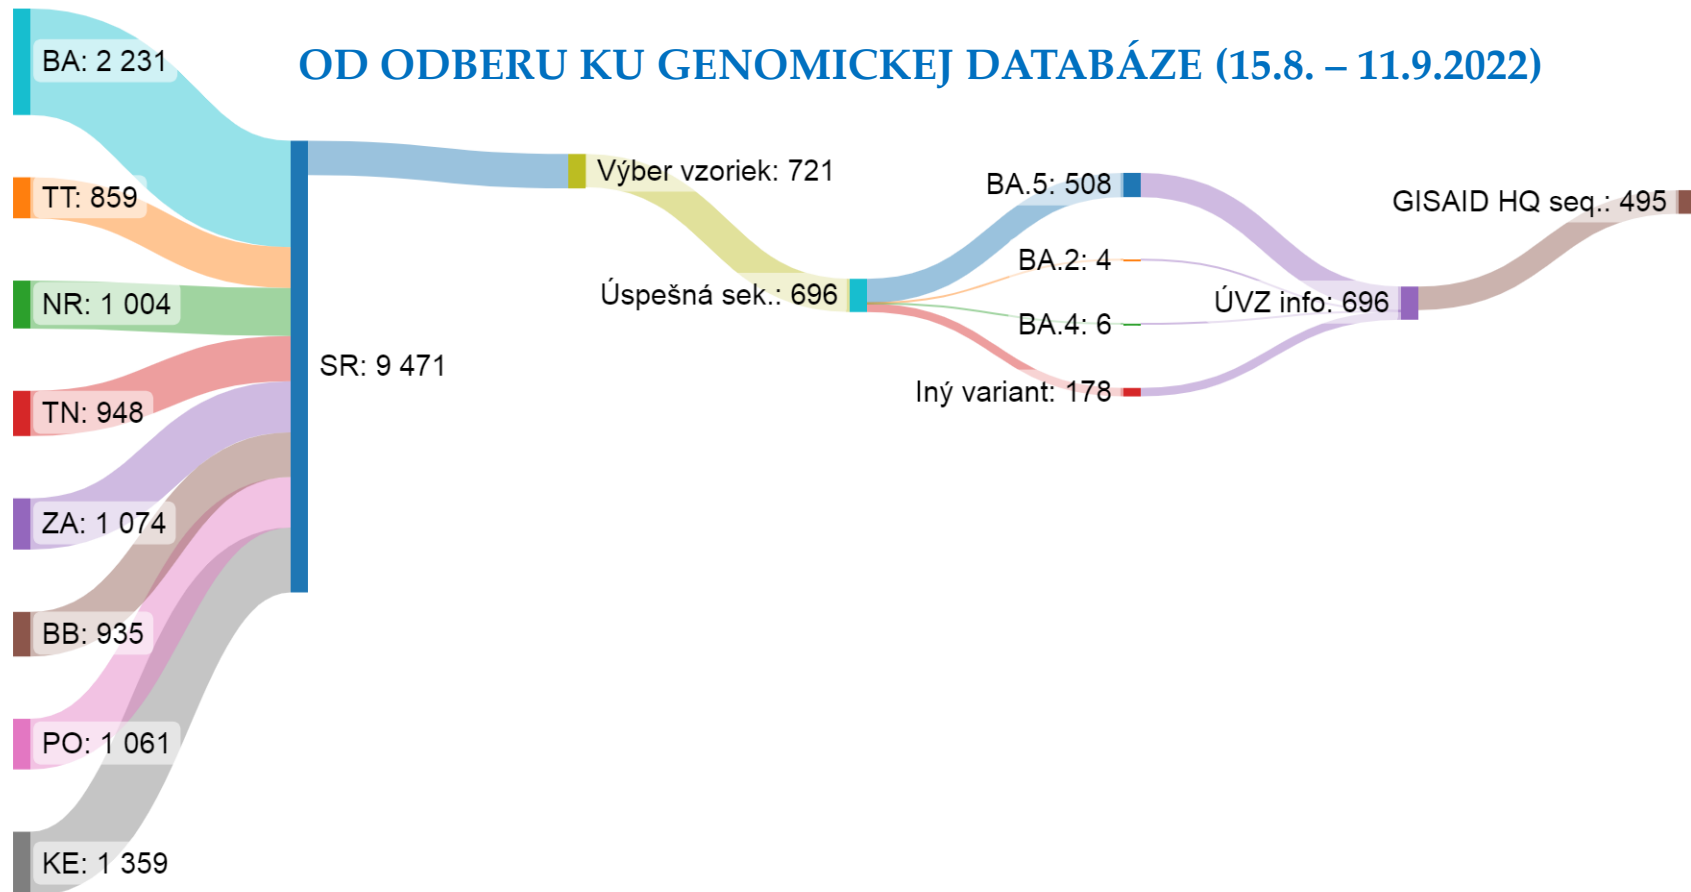 OD ODBERU KU GENOMICKEJ DATABÁZE (15.8. – 11.9.2022)
BA: 2 231
TT: 859
NR: 1 004
TN: 948
ZA: 1 074
BB: 935
PO: 1 061
KE: 1 359
SR: 9 471
Výber vzoriek: 721
Úspešná sek.: 696
BA.5: 508
BA.2: 4
BA.4: 6
Iný variant: 178
ÚVZ info: 696
GISAID HQ seq.: 495